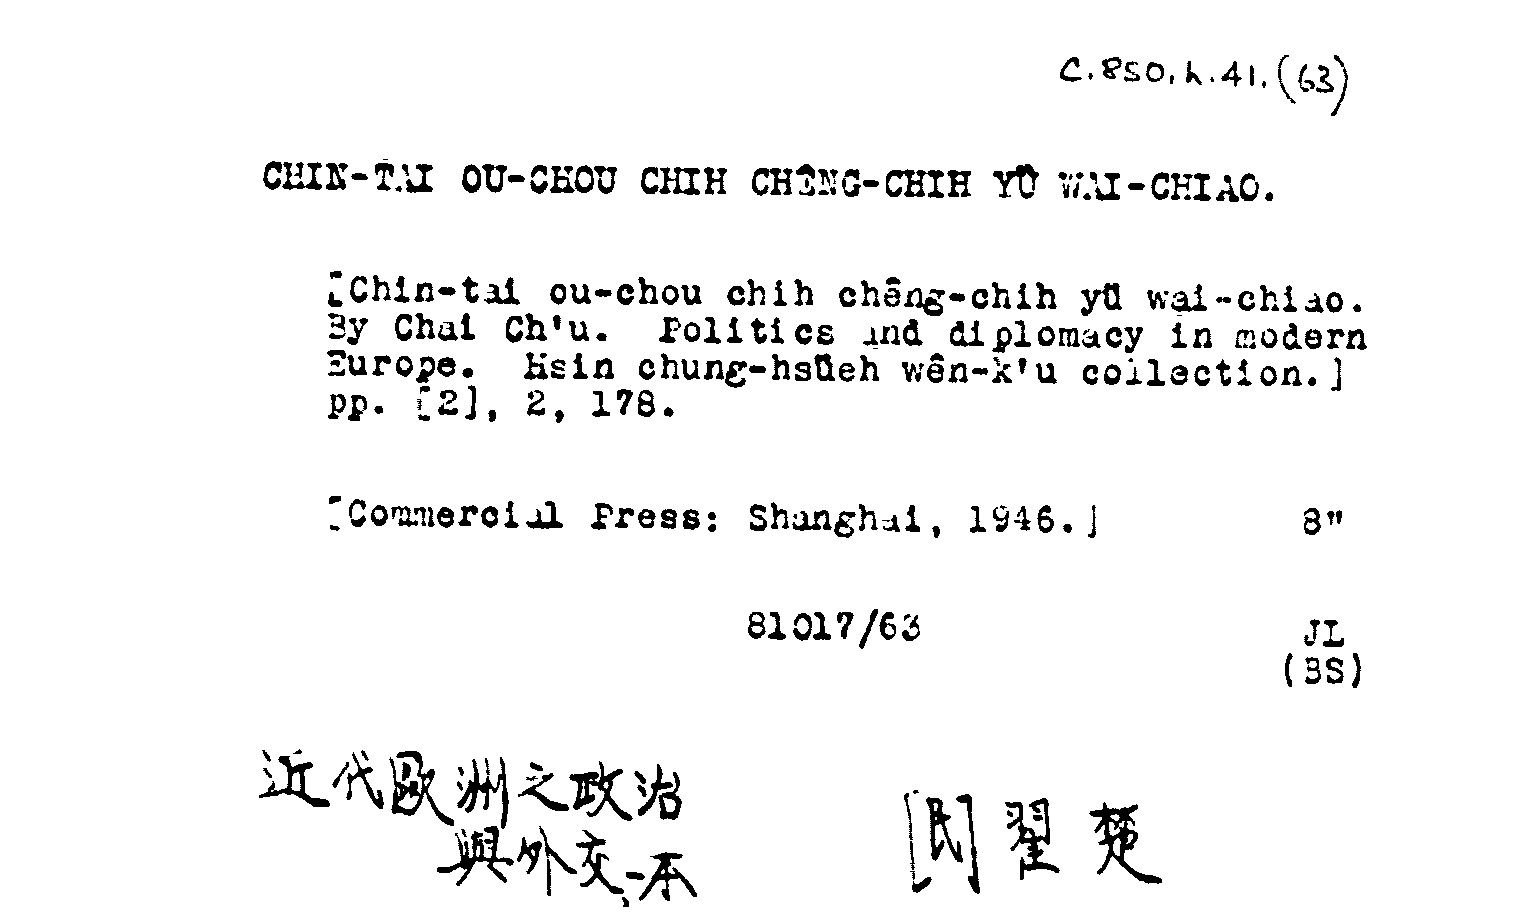 C.850.k.41.(63)
CHIN-TAI OU-CHOU CHIH CHÊNG-CHIH YÜ WAI-CHIAO.
[Chin-tai ou-chou chih chêng-chih yü wai-chiao.
By Chai Ch'u. Politics and diplomacy in modern
Europe. Hsin chung-hsüeh wên-k'u collection.]
pp. [2], 2, 178.
[Commercial Press: Shanghai, 1946.] 8"
81017/63 JL
(BS)
近代歐洲之政治
與外交,一本
[民] 翟楚